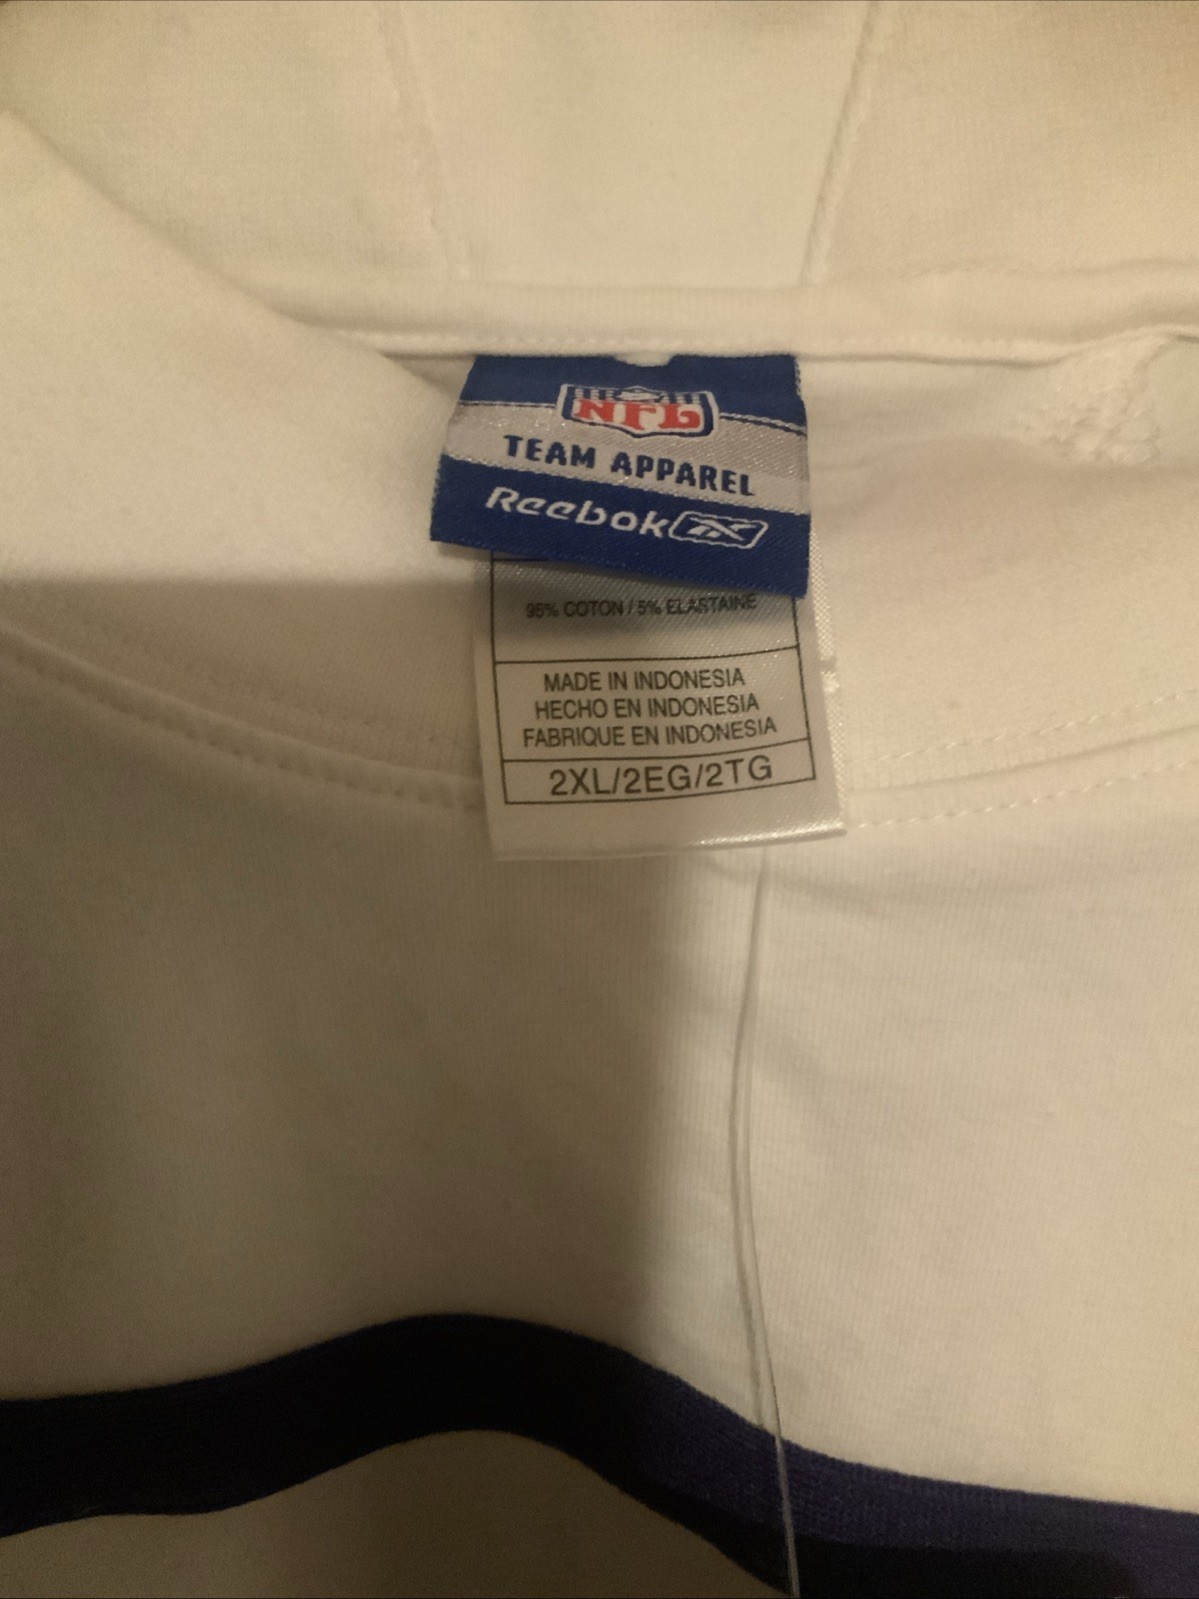 NFL
TEAM APPAREL
Reebok
95% COTON / 5% ELASTAINE
MADE IN INDONESIA
HECHO EN INDONESIA
FABRIQUE EN INDONESIA
2XL/2EG/2TG